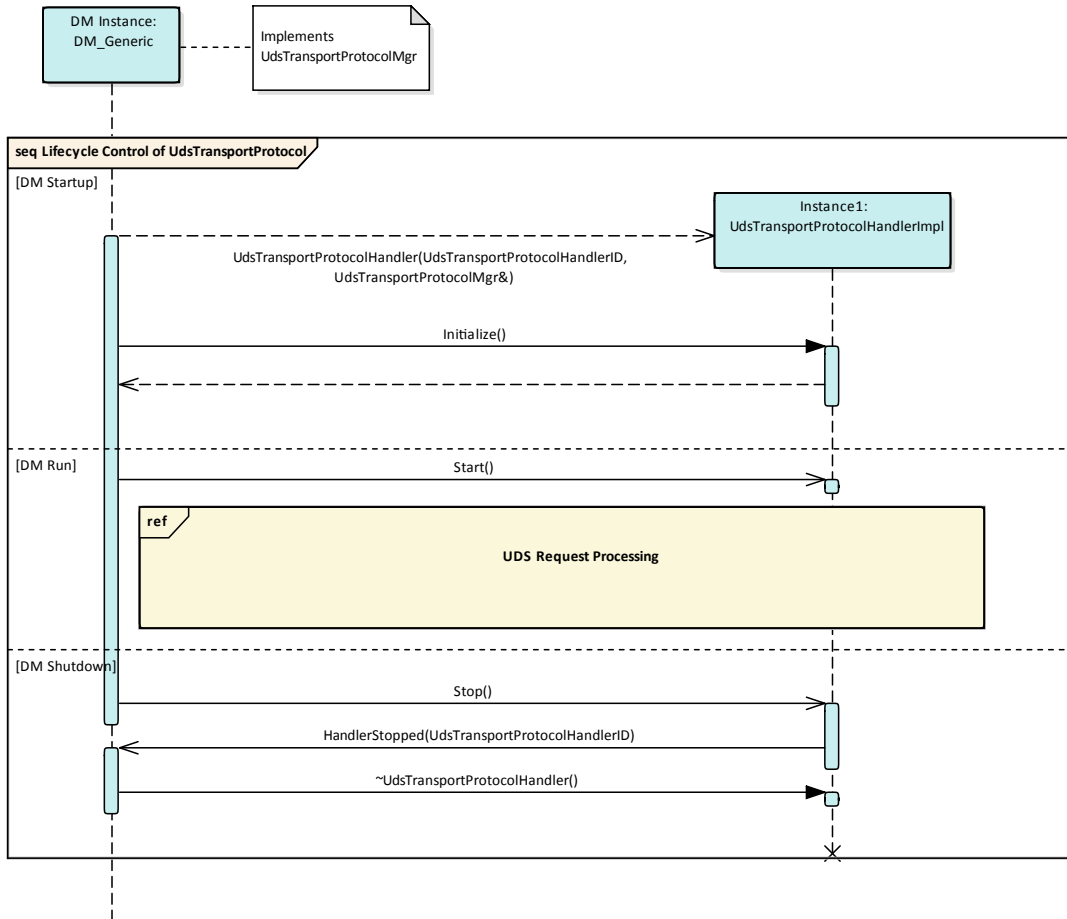 DM Instance:
DM_Generic
Implements
UdsTransportProtocolMgr
seq Lifecycle Control of UdsTransportProtocol
[DM Startup]
Instance1:
UdsTransportProtocolHandlerImpl
UdsTransportProtocolHandler(UdsTransportProtocolHandlerID,
UdsTransportProtocolMgr&)
Initialize()
[DM Run]
Start()
ref
UDS Request Processing
[DM Shutdown]
Stop()
HandlerStopped(UdsTransportProtocolHandlerID)
~UdsTransportProtocolHandler()